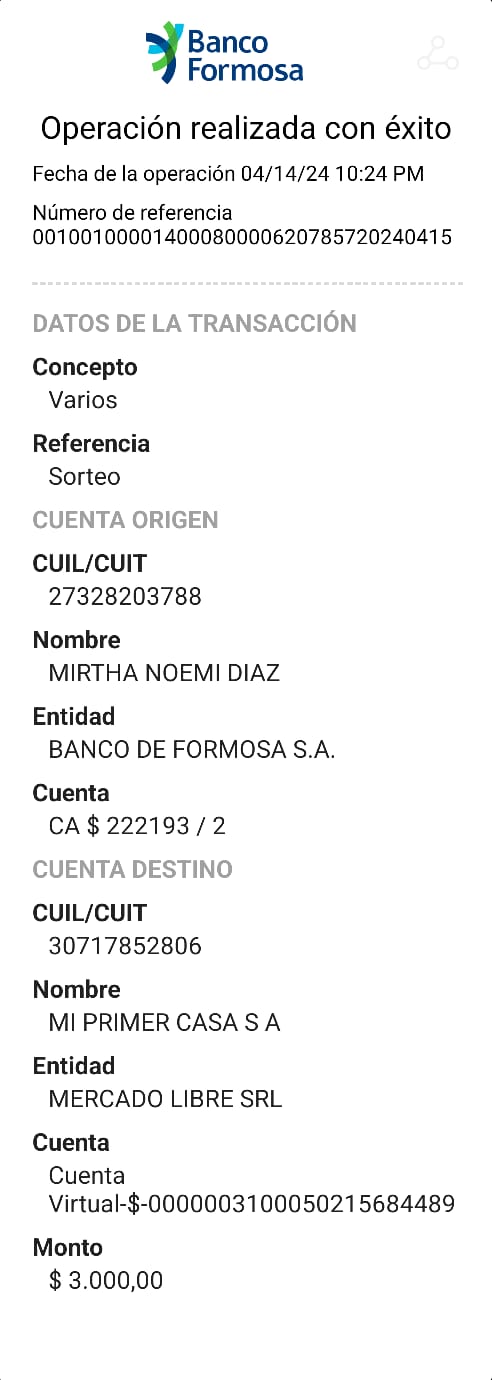 Banco
Formosa
Operación realizada con éxito
Fecha de la operación 04/14/24 10:24 PM
Número de referencia
00100100001400080000620785720240415
DATOS DE LA TRANSACCIÓN
Concepto
Varios
Referencia
Sorteo
CUENTA ORIGEN
CUIL/CUIT
27328203788
Nombre
MIRTHA NOEMI DIAZ
Entidad
BANCO DE FORMOSA S.A.
Cuenta
CA $ 222193 / 2
CUENTA DESTINO
CUIL/CUIT
30717852806
Nombre
MI PRIMER CASA S A
Entidad
MERCADO LIBRE SRL
Cuenta
Cuenta
Virtual-$-0000003100050215684489
Monto
$ 3.000,00